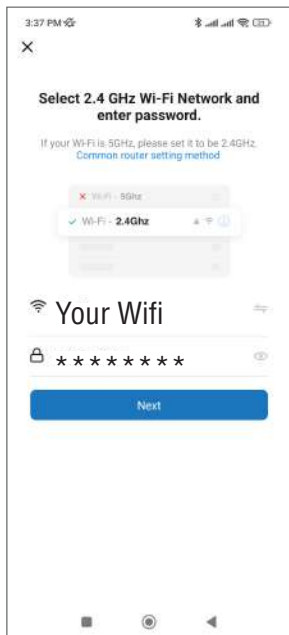 3:37 PM
Select 2.4 GHz Wi-Fi Network and
enter password.
If your Wi-Fi is 5GHz, please set it to be 2.4GHz.
Common router setting method
Wi-Fi - 5Ghz
Wi-Fi - 2.4Ghz
Your Wifi
********
Next